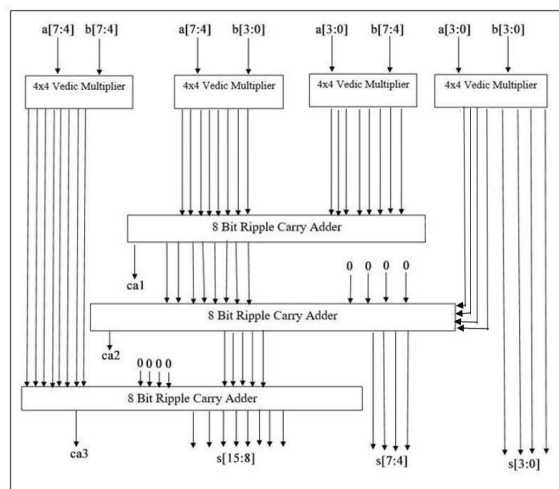 a[7:4] b[7:4] a[7:4] b[3:0] a[3:0] b[7:4] a[3:0] b[3:0]
4x4 Vedic Multiplier 4x4 Vedic Multiplier 4x4 Vedic Multiplier 4x4 Vedic Multiplier
8 Bit Ripple Carry Adder
0 0 0 0
ca1
8 Bit Ripple Carry Adder
ca2
0 0 0 0
8 Bit Ripple Carry Adder
ca3 s[15:8] s[7:4] s[3:0]